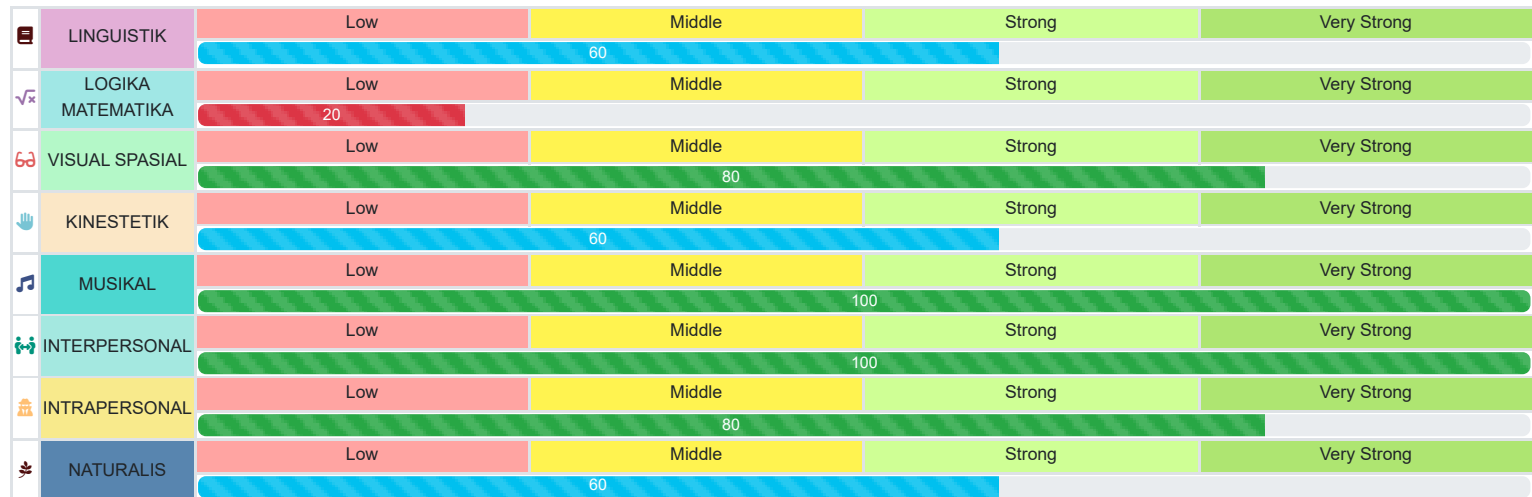 LINGUISTIK
Low Middle Strong Very Strong
60
LOGIKA
MATEMATIKA
Low Middle Strong Very Strong
20
VISUAL SPASIAL
Low Middle Strong Very Strong
80
KINESTETIK
Low Middle Strong Very Strong
60
MUSIKAL
Low Middle Strong Very Strong
100
INTERPERSONAL
Low Middle Strong Very Strong
100
INTRAPERSONAL
Low Middle Strong Very Strong
80
NATURALIS
Low Middle Strong Very Strong
60